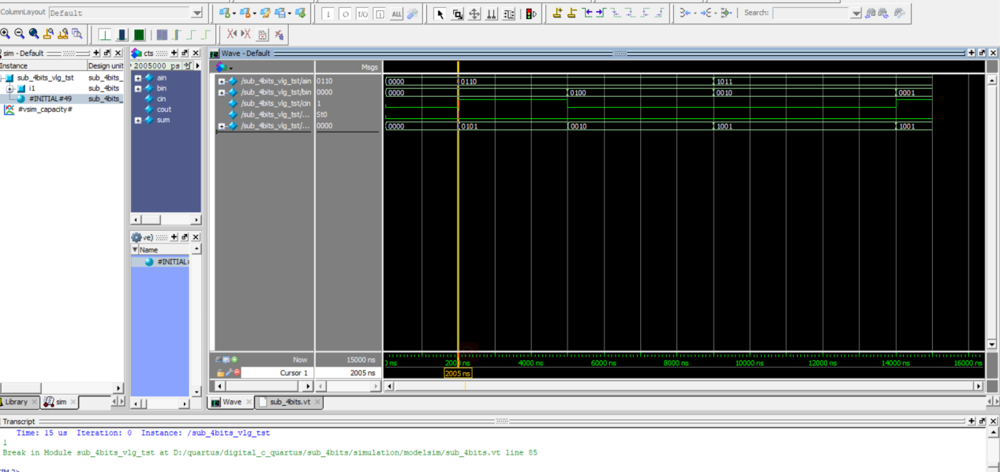 ColumnLayout Default
I/O
ALL
Search:
sim - Default
Instance
Design unit
sub_4bits_vlg_tst
sub_4bits_
i1
sub_4bits
#INITIAL#49
sub_4bits_
#vsim_capacity#
cts
2005000 ps
ain
bin
cin
cout
sum
ve)
Name
#INITIAL
Wave - Default
Msgs
/sub_4bits_vlg_tst/ain 0110 0000 0110 1011
/sub_4bits_vlg_tst/bin 0000 0000 0100 0010 0001
/sub_4bits_vlg_tst/cin 1
/sub_4bits_vlg_tst/... St0
/sub_4bits_vlg_tst/... 0000 0000 0101 0010 1001 1001
Now 15000 ns
ns 2000 ns 4000 ns 6000 ns 8000 ns 10000 ns 12000 ns 14000 ns 16000 ns
Cursor 1 2005 ns 2005 ns
Library sim
Wave sub_4bits.vt
Transcript
Time: 15 us Iteration: 0 Instance: /sub_4bits_vlg_tst
1
Break in Module sub_4bits_vlg_tst at D:/quartus/digital_c_quartus/sub_4bits/simulation/modelsim/sub_4bits.vt line 85